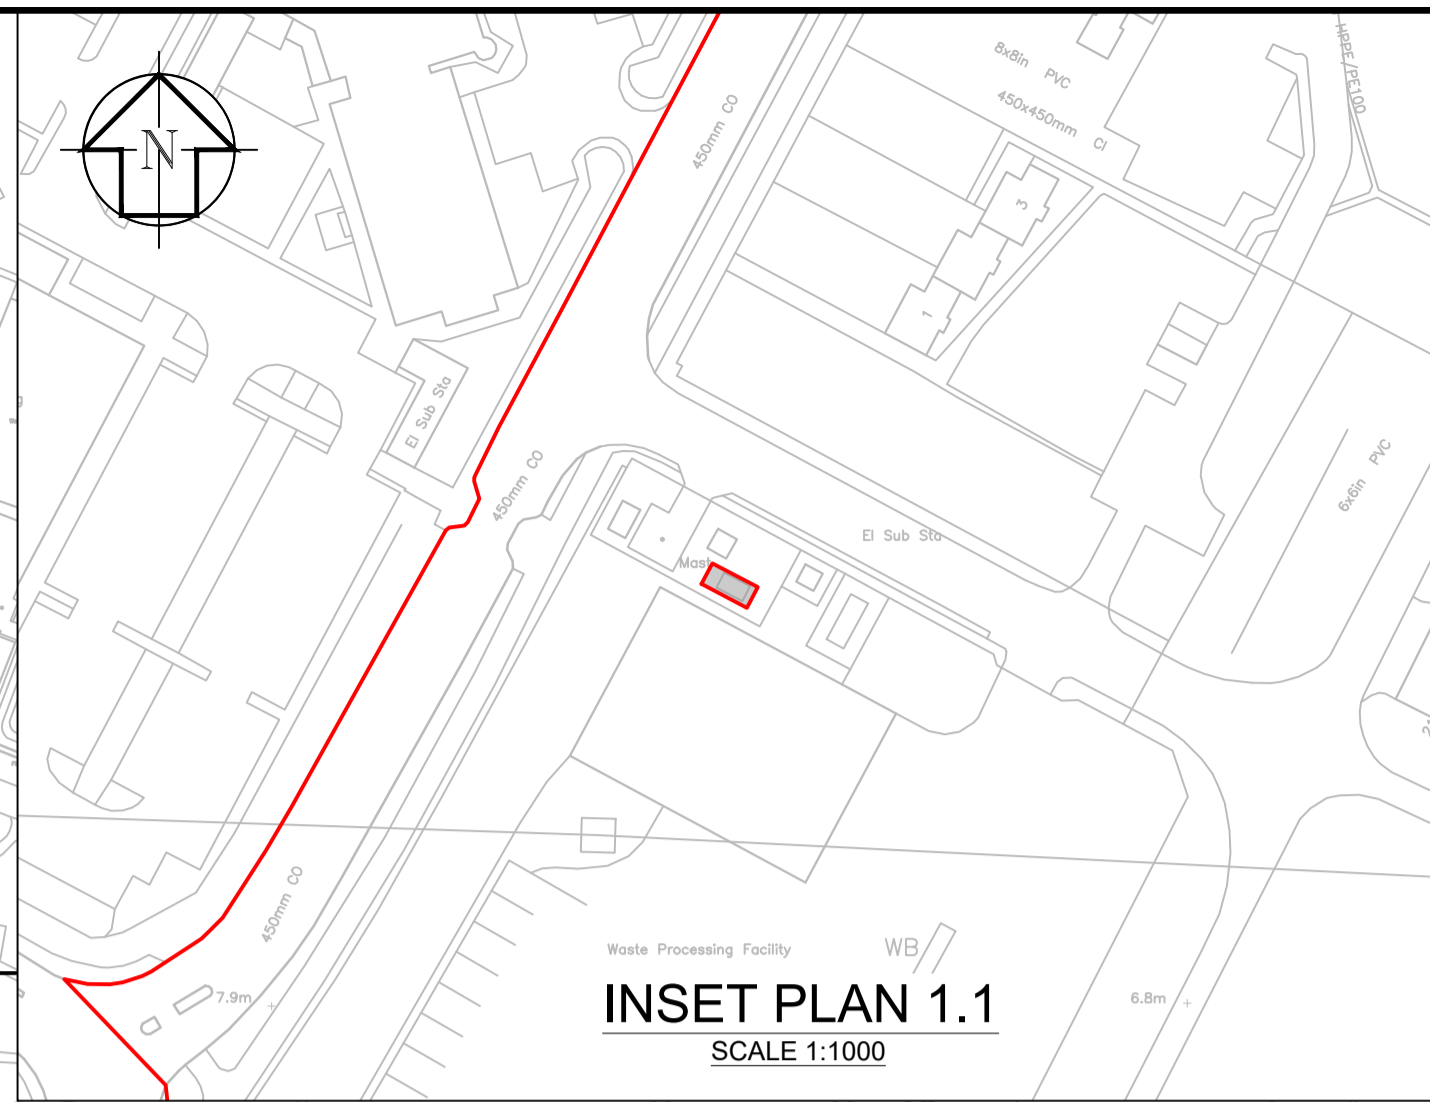 N
8x8in PVC
450x450mm CI
HPPE/PE100
450mm CO
3
1
El Sub Sta
450mm CO
6x6in PVC
El Sub Sta
Mast
450mm CO
Waste Processing Facility
WB
7.9m
6.8m
INSET PLAN 1.1
SCALE 1:1000